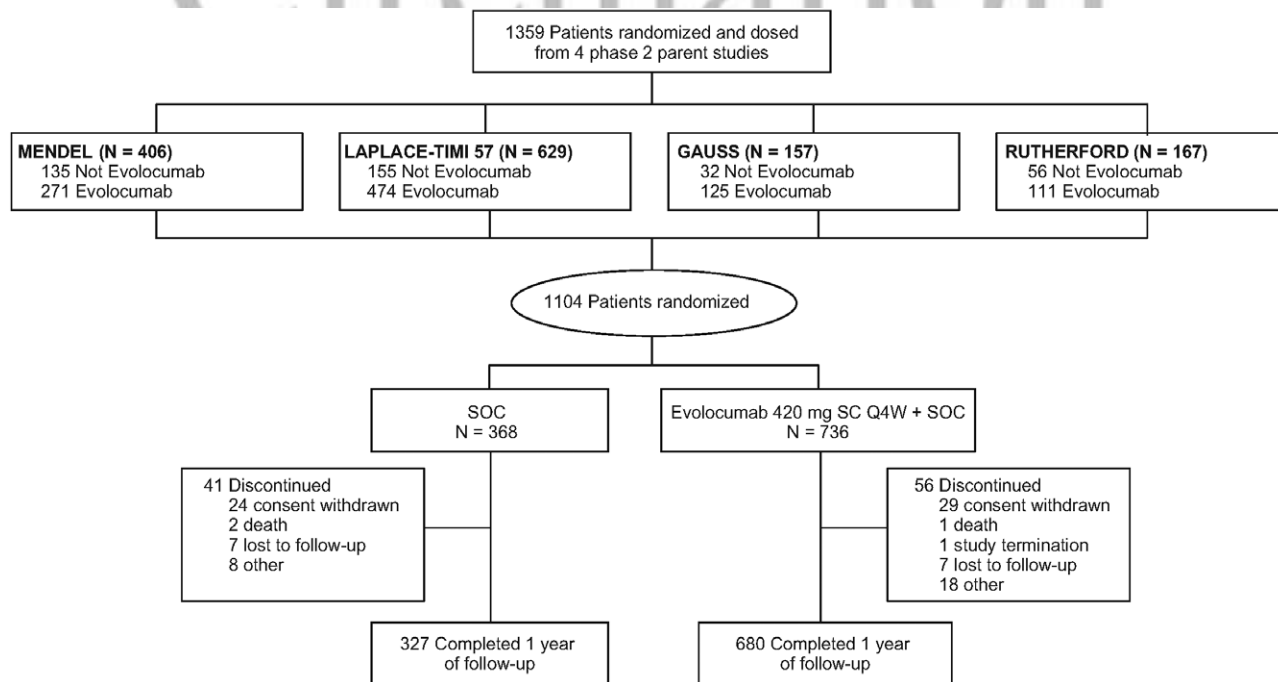 1359 Patients randomized and dosed
from 4 phase 2 parent studies
MENDEL (N = 406)
135 Not Evolocumab
271 Evolocumab
LAPLACE-TIMI 57 (N = 629)
155 Not Evolocumab
474 Evolocumab
GAUSS (N = 157)
32 Not Evolocumab
125 Evolocumab
RUTHERFORD (N = 167)
56 Not Evolocumab
111 Evolocumab
1104 Patients randomized
SOC
N = 368
Evolocumab 420 mg SC Q4W + SOC
N = 736
41 Discontinued
24 consent withdrawn
2 death
7 lost to follow-up
8 other
56 Discontinued
29 consent withdrawn
1 death
1 study termination
7 lost to follow-up
18 other
327 Completed 1 year
of follow-up
680 Completed 1 year
of follow-up